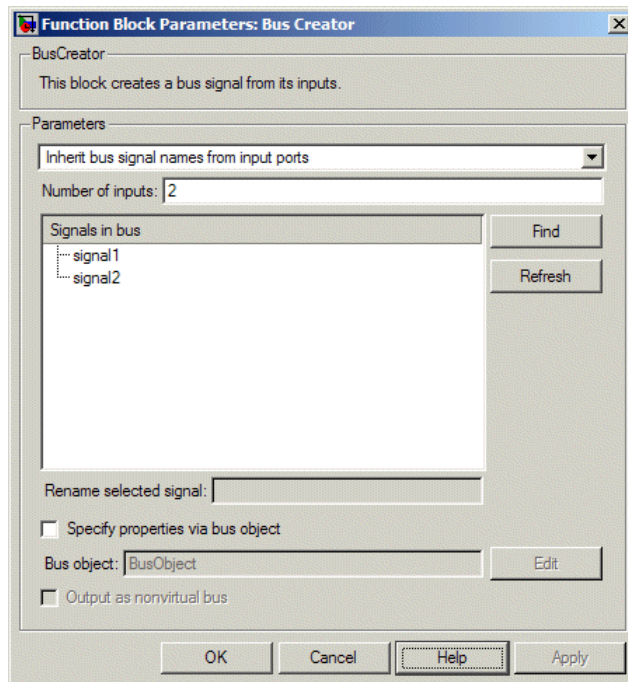 Function Block Parameters: Bus Creator
BusCreator
This block creates a bus signal from its inputs.
Parameters
Inherit bus signal names from input ports
Number of inputs: 2
Signals in bus
Find
signal1
signal2
Refresh
Rename selected signal:
Specify properties via bus object
Bus object: BusObject
Edit
Output as nonvirtual bus
OK Cancel Help Apply